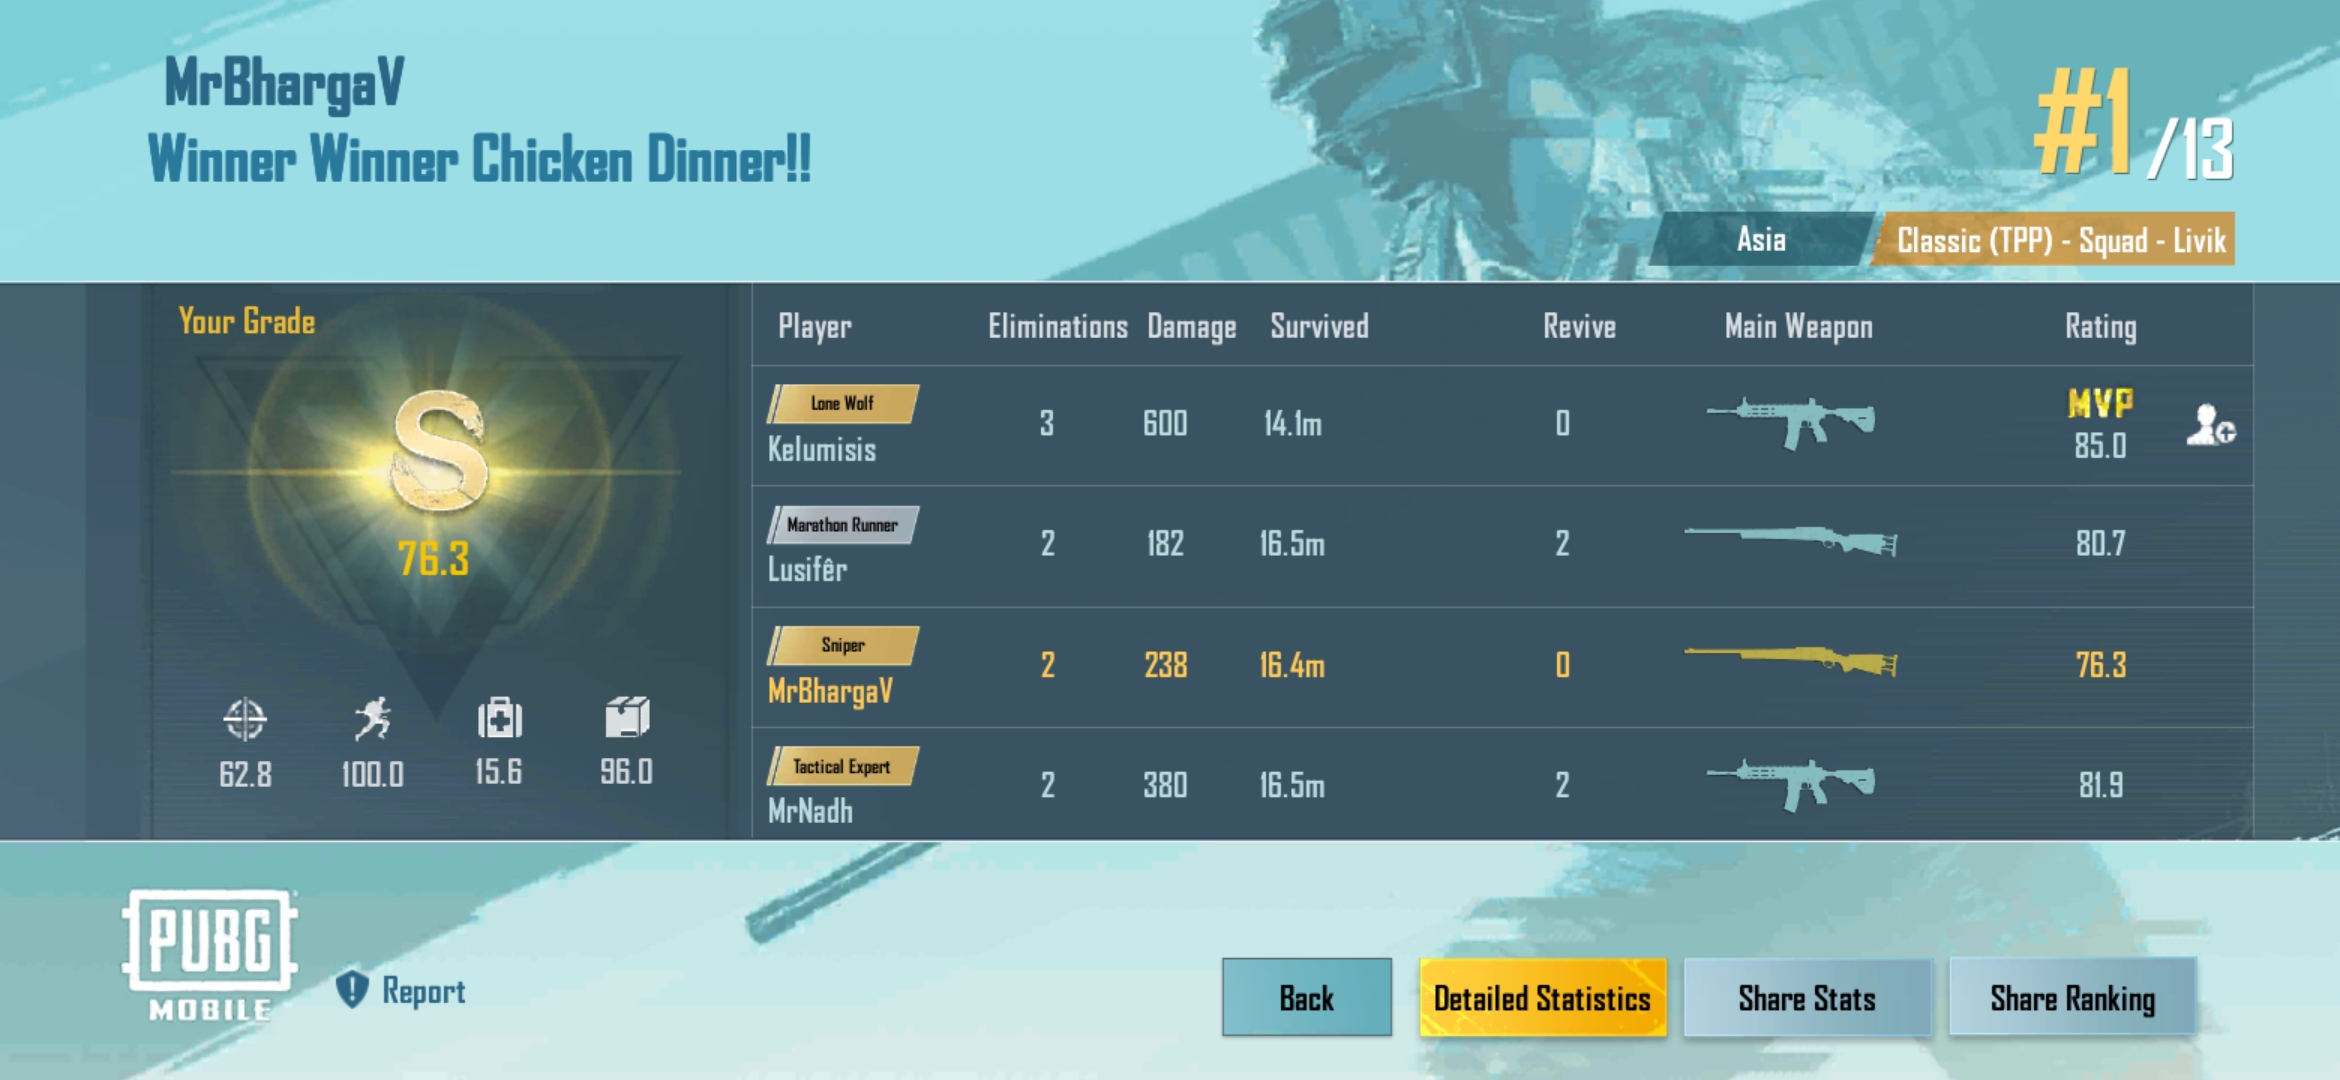 MrBhargaV
Winner Winner Chicken Dinner!!
#1/13
Asia
Classic (TPP) - Squad - Livik
Your Grade
S
76.3
62.8 100.0 15.6 96.0
Player Eliminations Damage Survived Revive Main Weapon Rating
Lone Wolf
Kelumisis 3 600 14.1m 0 MVP 85.0
Marathon Runner
Lusifêr 2 182 16.5m 2 80.7
Sniper
MrBhargaV 2 238 16.4m 0 76.3
Tactical Expert
MrNadh 2 380 16.5m 2 81.9
PUBG
MOBILE
Report
Back
Detailed Statistics
Share Stats
Share Ranking